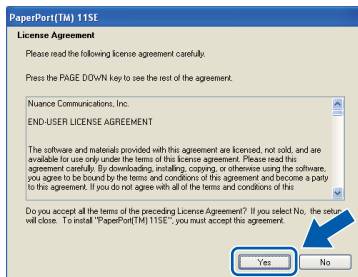 PaperPort(TM) 11SE
License Agreement
Please read the following license agreement carefully.
Press the PAGE DOWN key to see the rest of the agreement.
Nuance Communications, Inc.
END-USER LICENSE AGREEMENT
The software and materials provided with this agreement are licensed, not sold, and are
available for use only under the terms of this license agreement. Please read this
agreement carefully. By downloading, installing, copying, or otherwise using the software,
you agree to be bound by the terms and conditions of this agreement and become a party
to this agreement. If you do not agree with all of the terms and conditions of this
Do you accept all the terms of the preceding License Agreement? If you select No, the setup
will close. To install "PaperPort(TM) 11SE", you must accept this agreement.
Yes
No